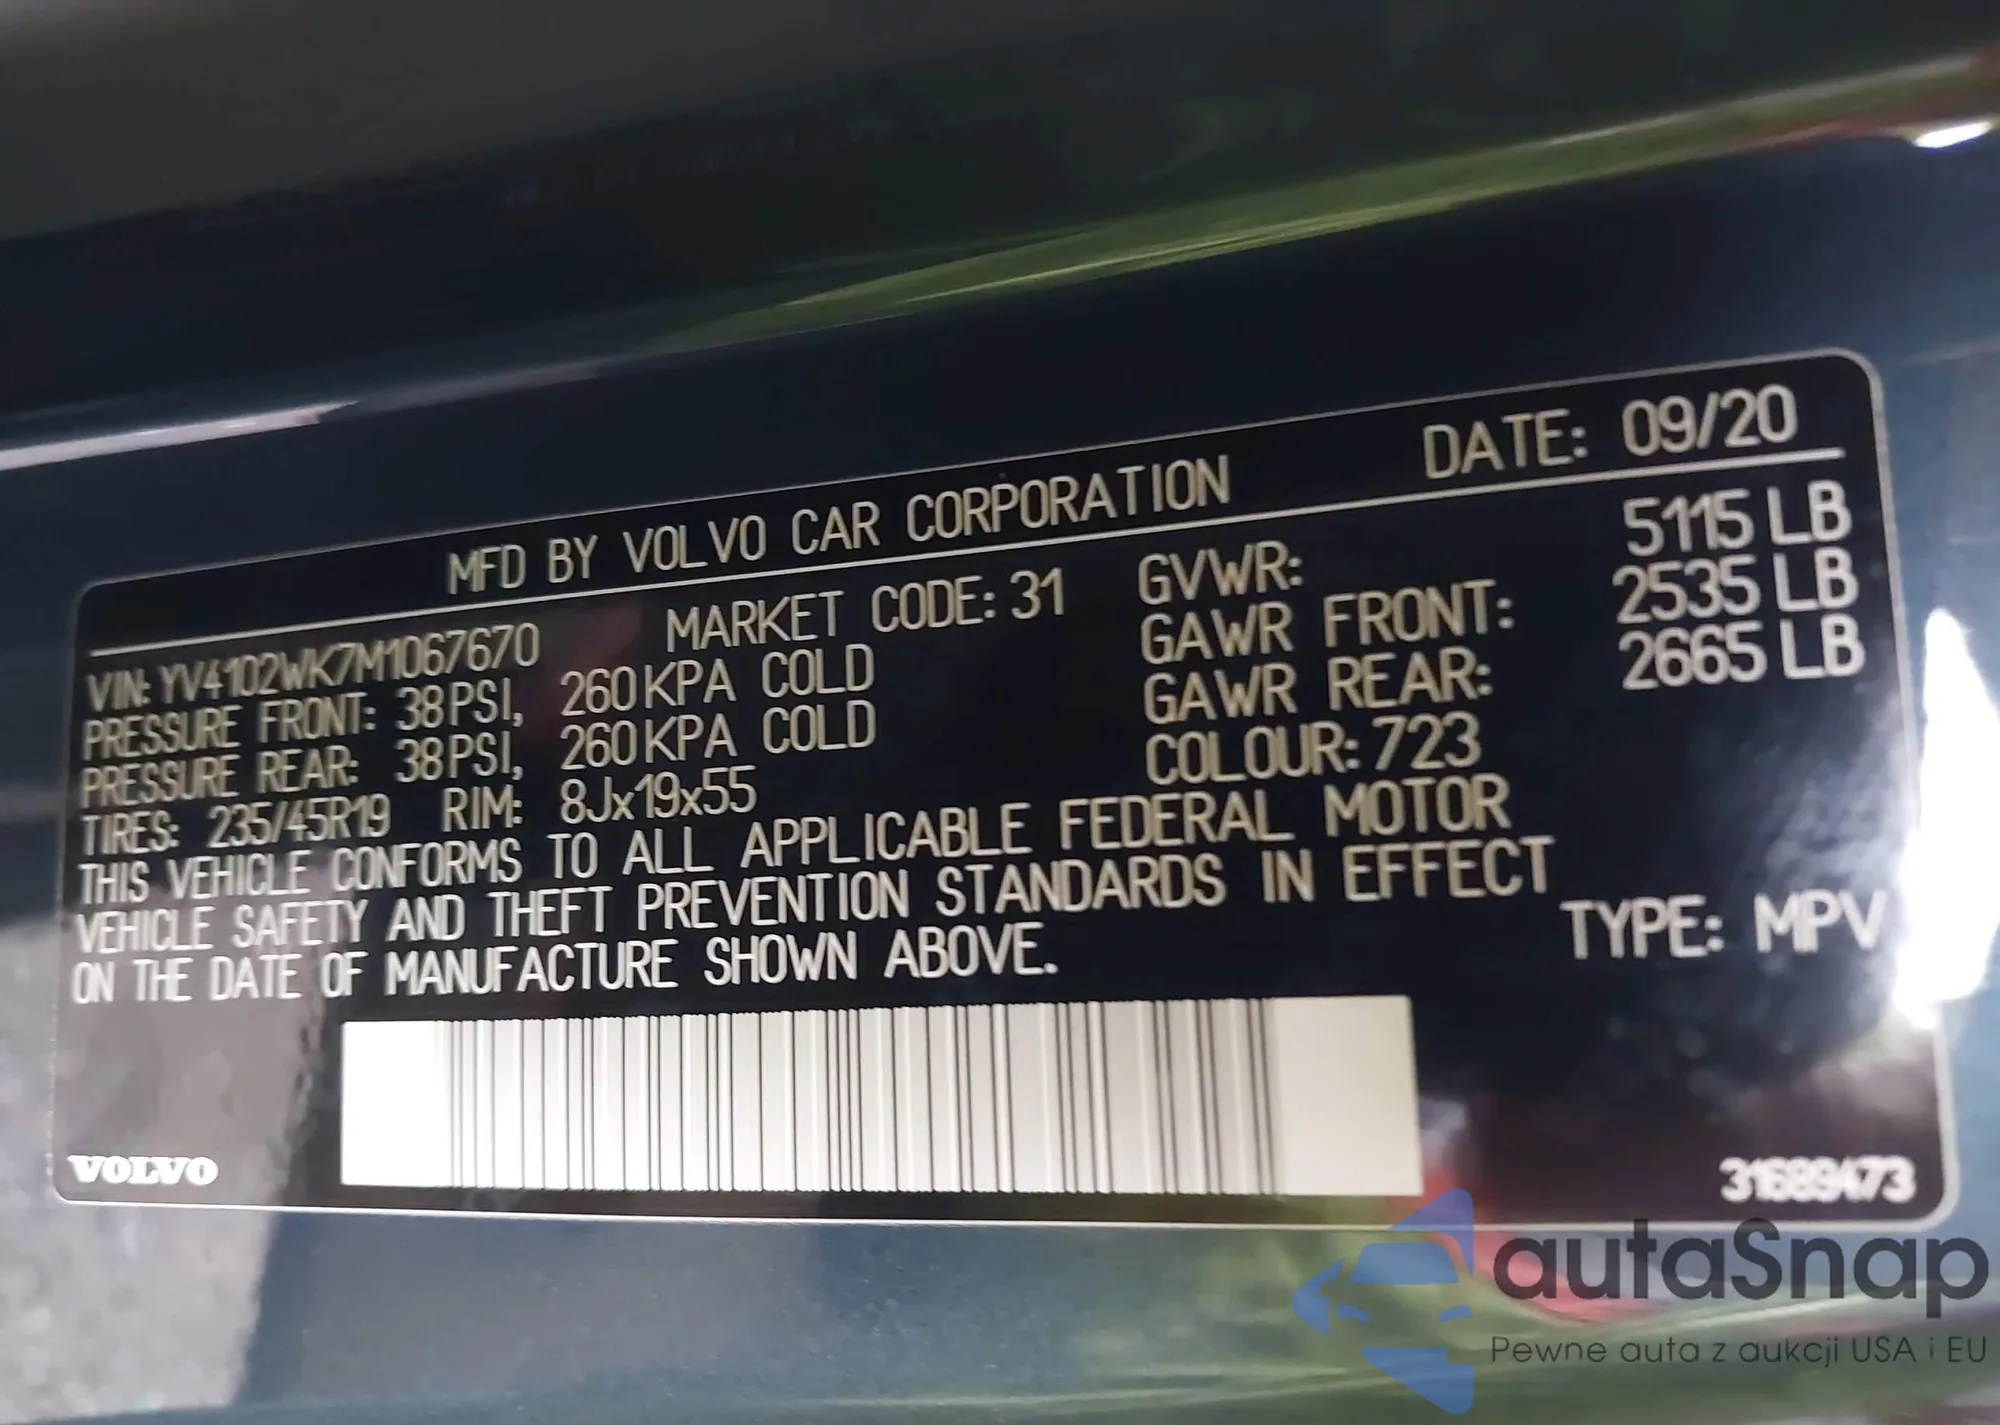 MFD BY VOLVO CAR CORPORATION DATE: 09/20
VIN: YV4102WK7M1067670 MARKET CODE: 31 GVWR: 5115 LB
PRESSURE FRONT: 38 PSI, 260 KPA COLD GAWR FRONT: 2535 LB
PRESSURE REAR: 38 PSI, 260 KPA COLD GAWR REAR: 2665 LB
TIRES: 235/45R19 RIM: 8Jx19x55 COLOUR: 723
THIS VEHICLE CONFORMS TO ALL APPLICABLE FEDERAL MOTOR
VEHICLE SAFETY AND THEFT PREVENTION STANDARDS IN EFFECT
ON THE DATE OF MANUFACTURE SHOWN ABOVE. TYPE: MPV
VOLVO 31689473
autaSnap
Pewne auta z aukcji USA i EU